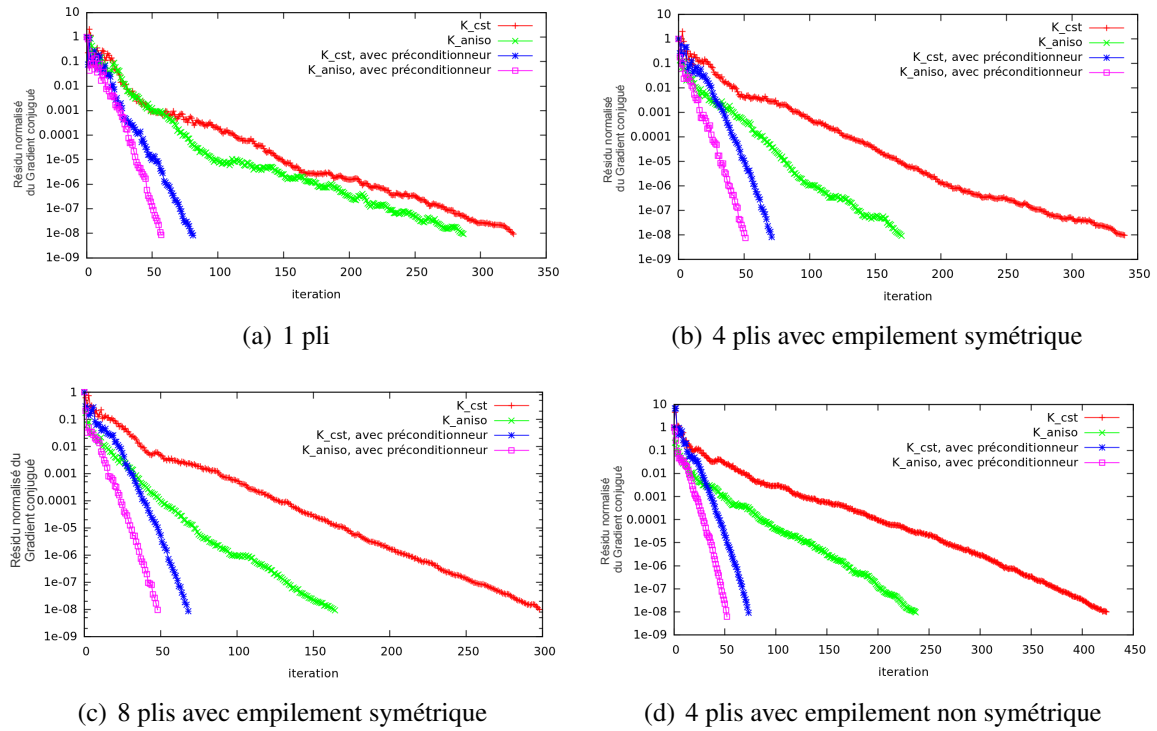 10
1
0.1
0.01
0.001
0.0001
1e-05
1e-06
1e-07
1e-08
1e-09
0 50 100 150 200 250 300 350
Résidu normalisé
du Gradient conjugué
iteration
K_cst
K_aniso
K_cst, avec préconditionneur
K_aniso, avec préconditionneur
(a) 1 pli
10
1
0.1
0.01
0.001
0.0001
1e-05
1e-06
1e-07
1e-08
1e-09
0 50 100 150 200 250 300 350
Résidu normalisé
du Gradient conjugué
iteration
K_cst
K_aniso
K_cst, avec préconditionneur
K_aniso, avec préconditionneur
(b) 4 plis avec empilement symétrique
1
0.1
0.01
0.001
0.0001
1e-05
1e-06
1e-07
1e-08
1e-09
0 50 100 150 200 250 300
Résidu normalisé du
Gradient conjugué
iteration
K_cst
K_aniso
K_cst, avec préconditionneur
K_aniso, avec préconditionneur
(c) 8 plis avec empilement symétrique
10
1
0.1
0.01
0.001
0.0001
1e-05
1e-06
1e-07
1e-08
1e-09
0 50 100 150 200 250 300 350 400 450
Résidu normalisé
du Gradient conjugué
iteration
K_cst
K_aniso
K_cst, avec préconditionneur
K_aniso, avec préconditionneur
(d) 4 plis avec empilement non symétrique